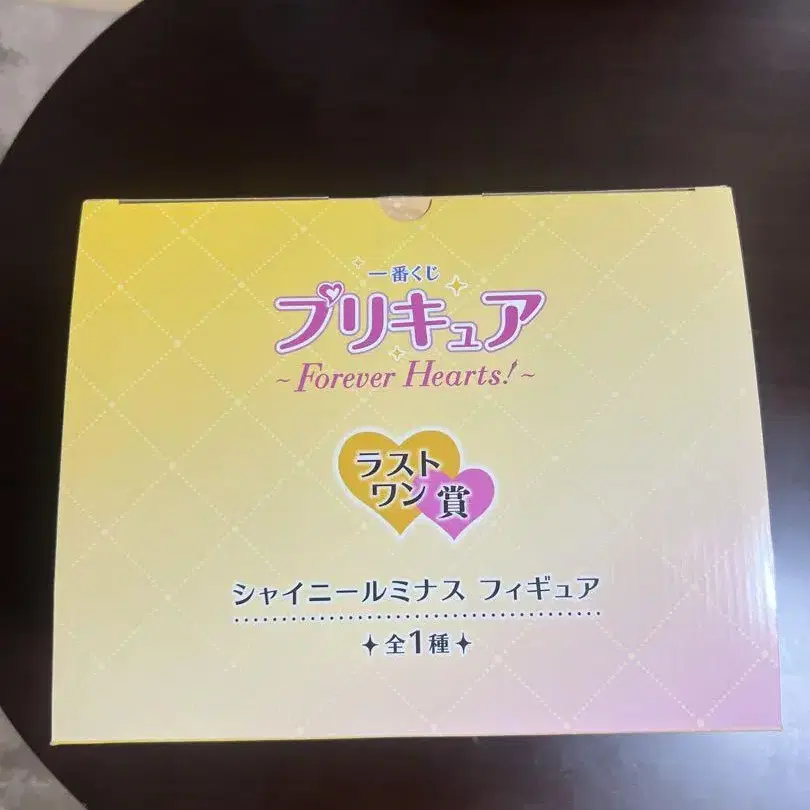 一番くじ
プリキュア
~Forever Hearts!~
ラスト
ワン賞
シャイニールミナス フィギュア
全1種